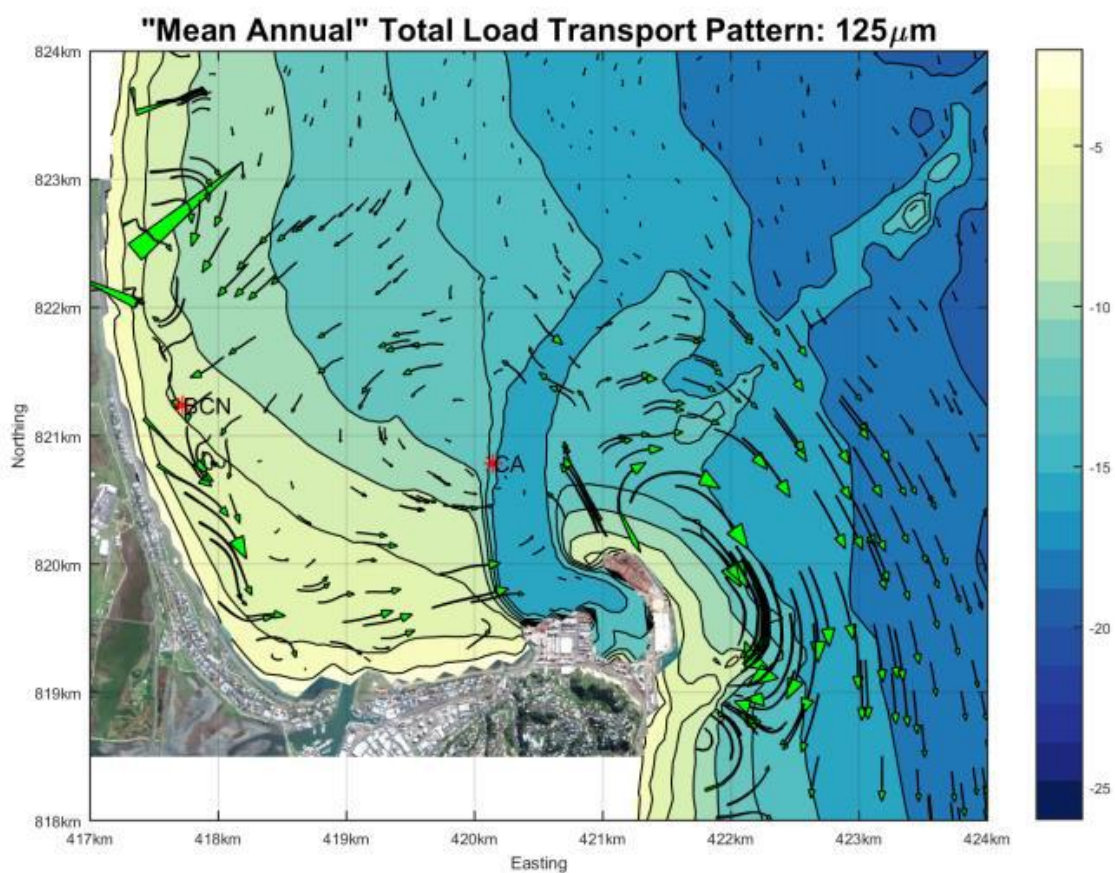 "Mean Annual" Total Load Transport Pattern: 125μm
824km
823km
822km
821km
820km
819km
818km
Northing
BCN
CA
417km
418km
419km
420km
421km
422km
423km
424km
Easting
-5
-10
-15
-20
-25